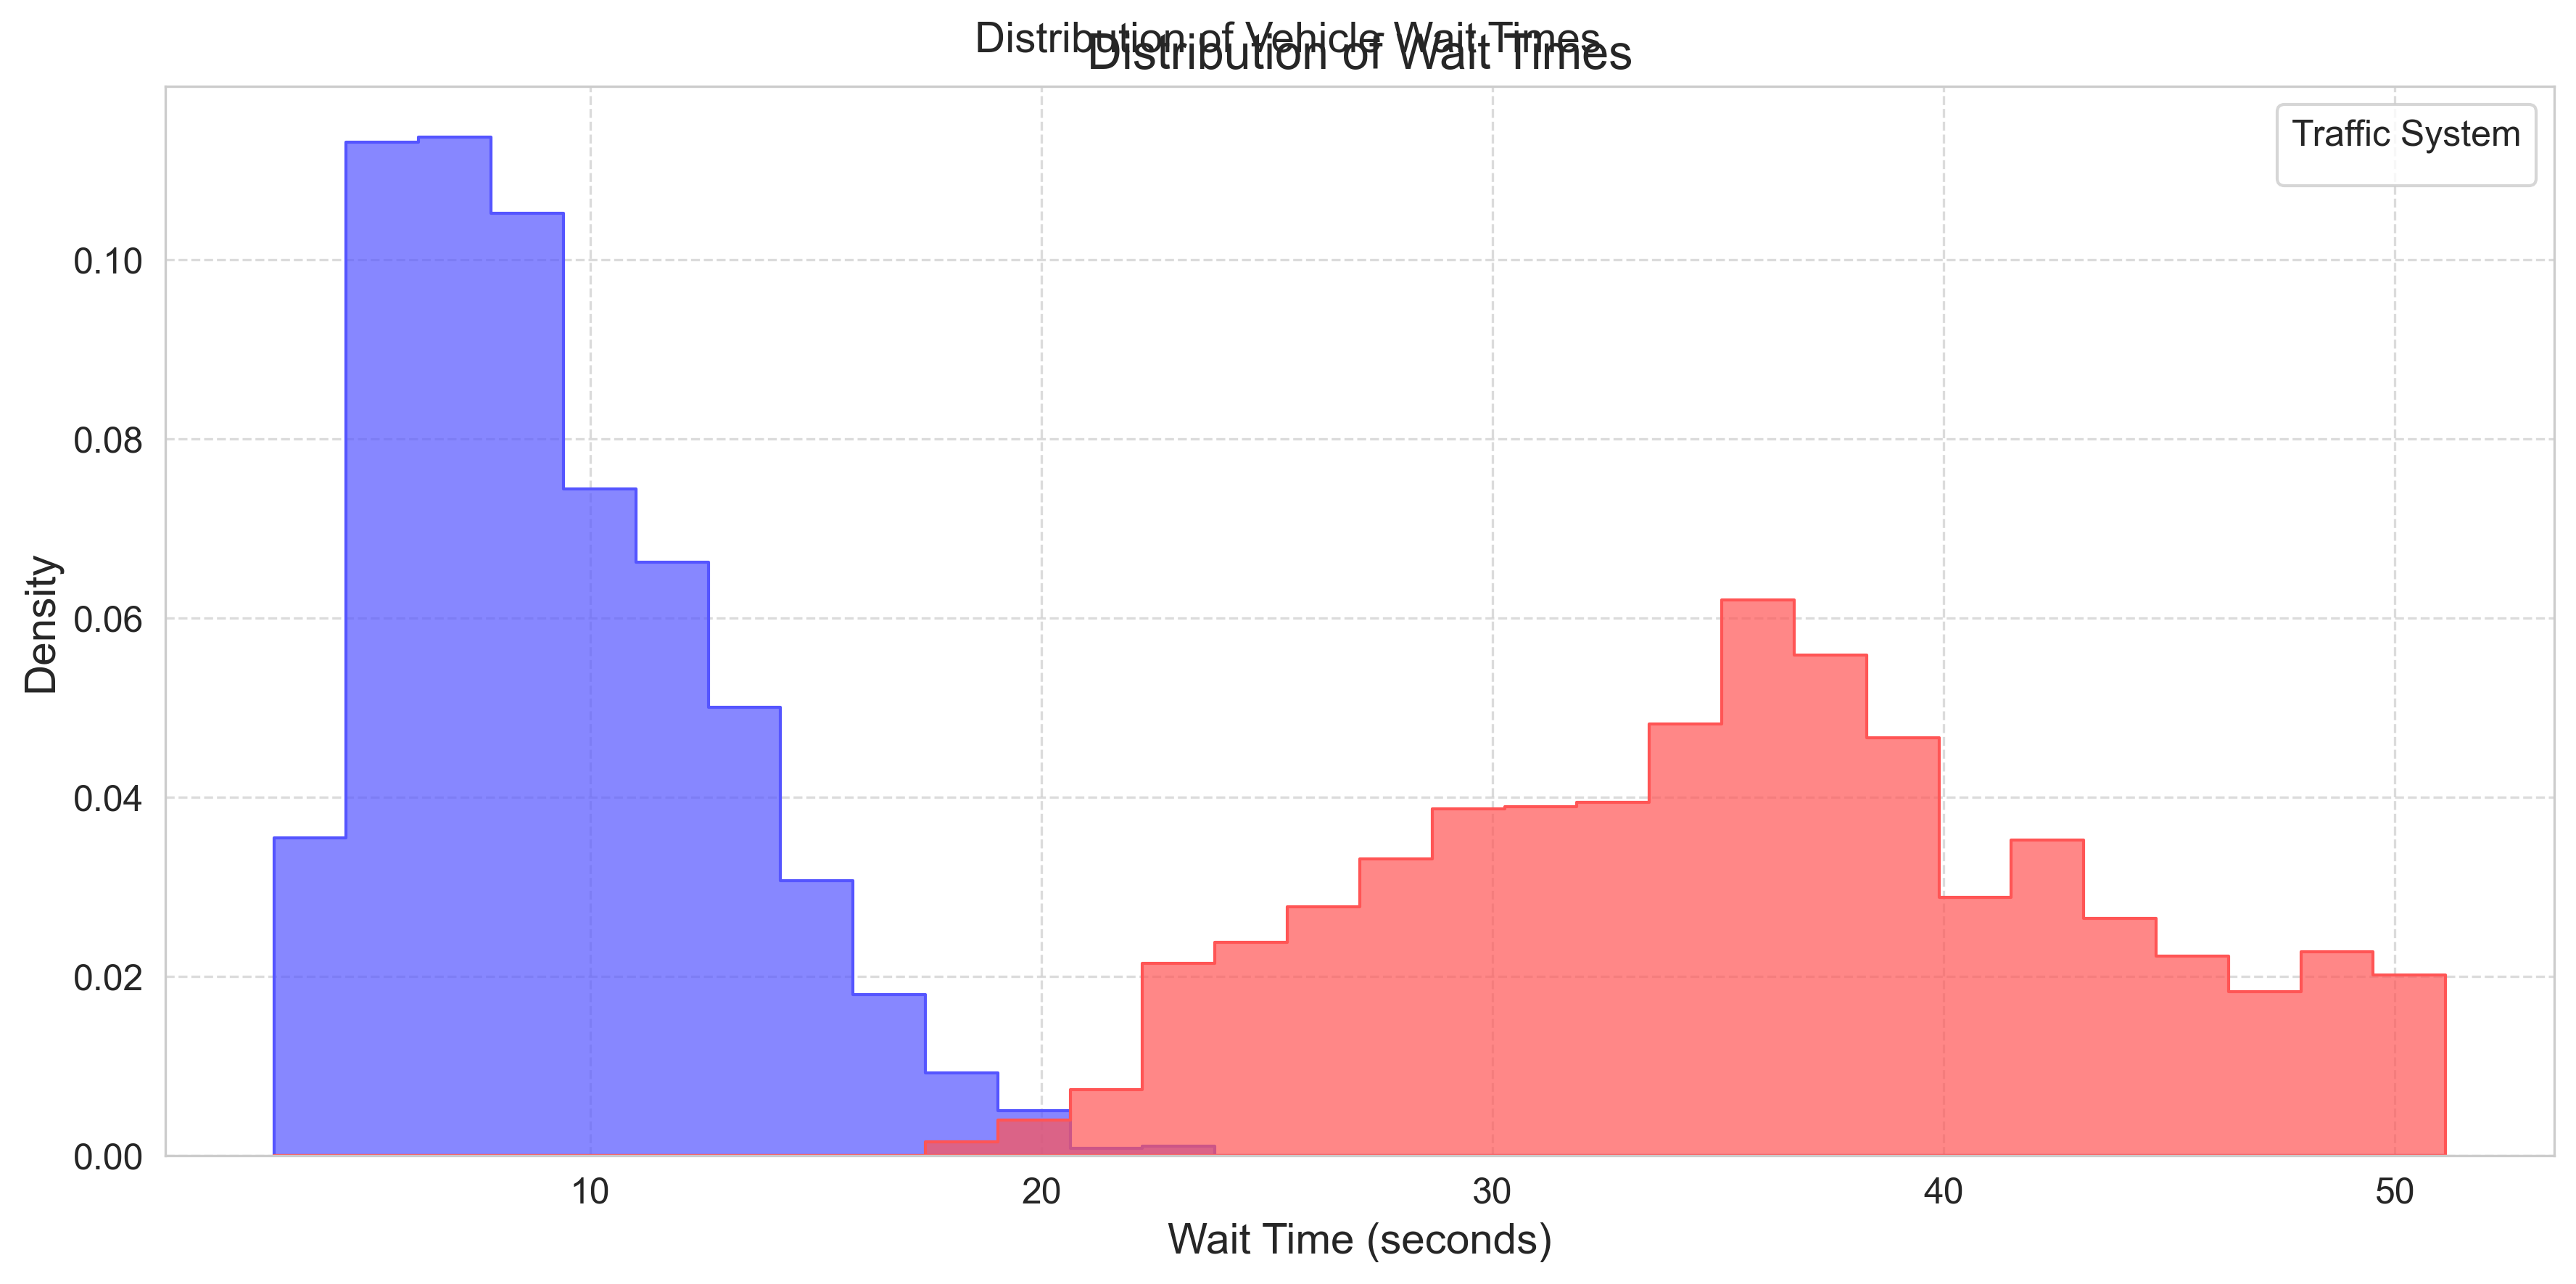 Distribution of Vehicle Wait Times
Distribution of Wait Times
Traffic System
0.10
0.08
0.06
0.04
0.02
0.00
Density
10 20 30 40 50
Wait Time (seconds)